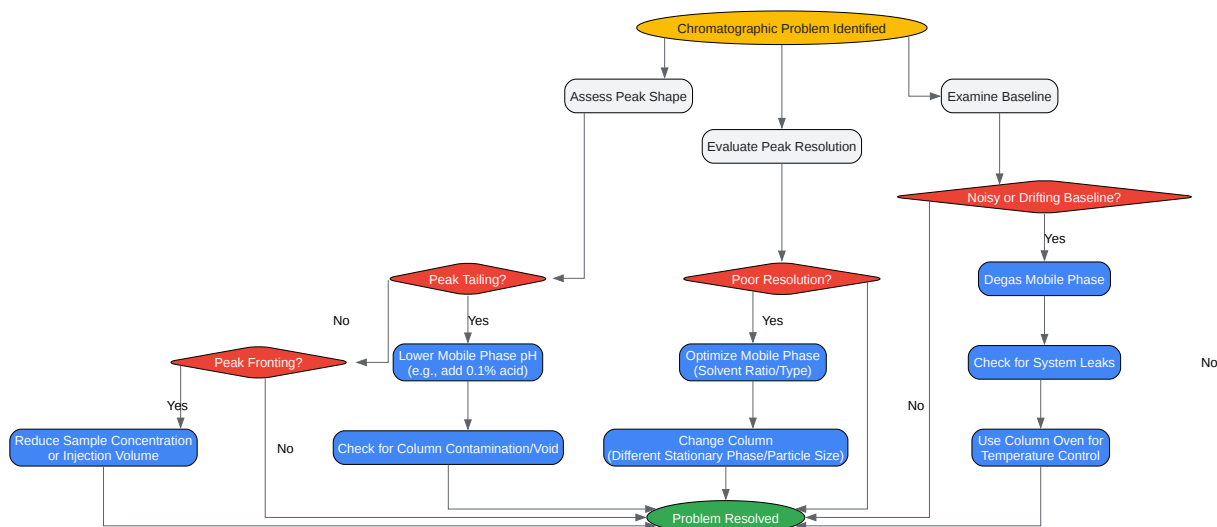 Chromatographic Problem Identified
Assess Peak Shape
Examine Baseline
Evaluate Peak Resolution
Noisy or Drifting Baseline?
Yes
Peak Tailing?
Poor Resolution?
Degas Mobile Phase
No
Yes
Yes
Peak Fronting?
Lower Mobile Phase pH
(e.g., add 0.1% acid)
Optimize Mobile Phase
(Solvent Ratio/Type)
Check for System Leaks
No
Yes
No
Reduce Sample Concentration
or Injection Volume
No
Check for Column Contamination/Void
Change Column
(Different Stationary Phase/Particle Size)
Use Column Oven for
Temperature Control
Problem Resolved